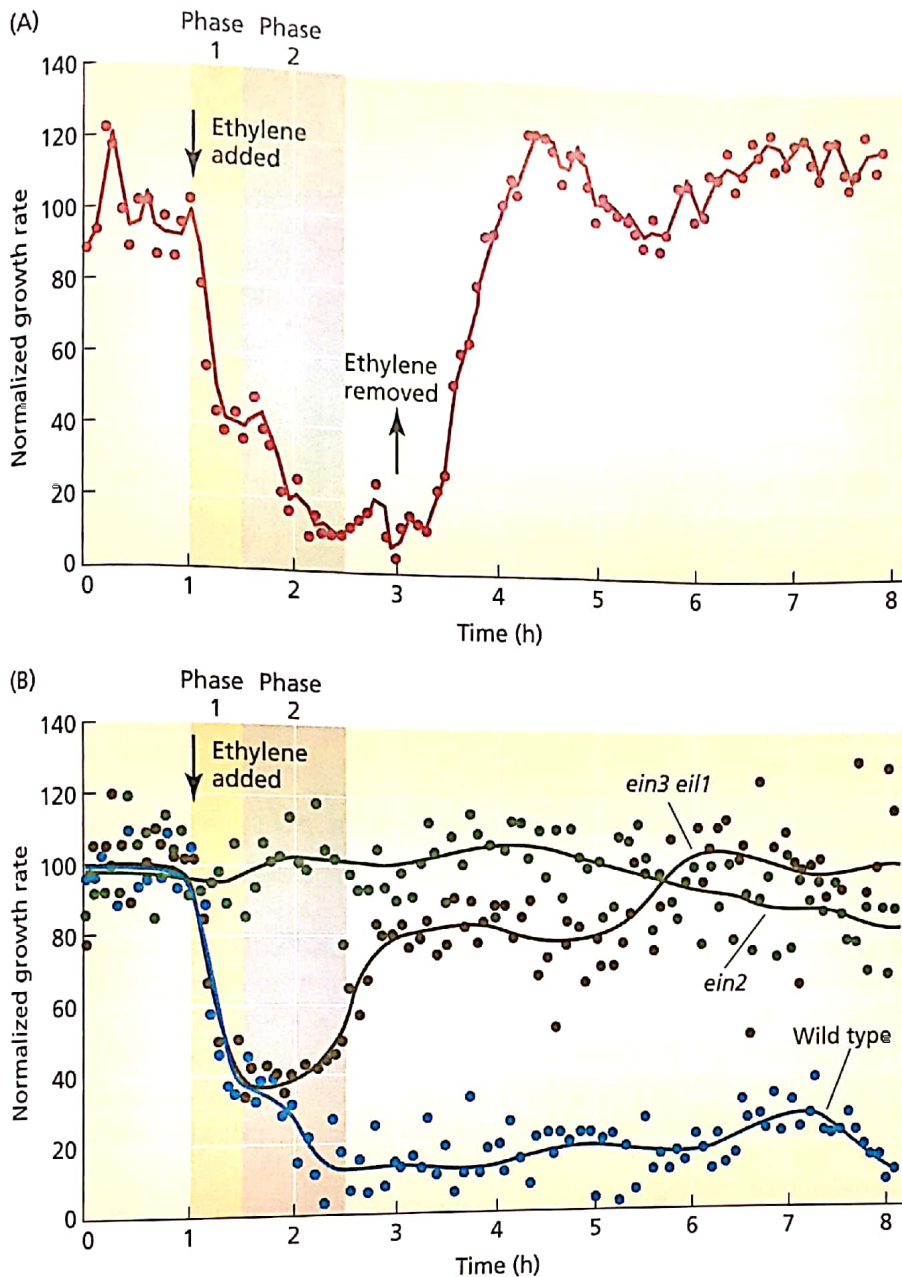 (A)
Phase 1
Phase 2
140
120
100
80
60
40
20
0
Normalized growth rate
Ethylene
added
Ethylene
removed
0 1 2 3 4 5 6 7 8
Time (h)
(B)
Phase 1
Phase 2
140
120
100
80
60
40
20
0
Normalized growth rate
Ethylene
added
ein3 eil1
ein2
Wild type
0 1 2 3 4 5 6 7 8
Time (h)